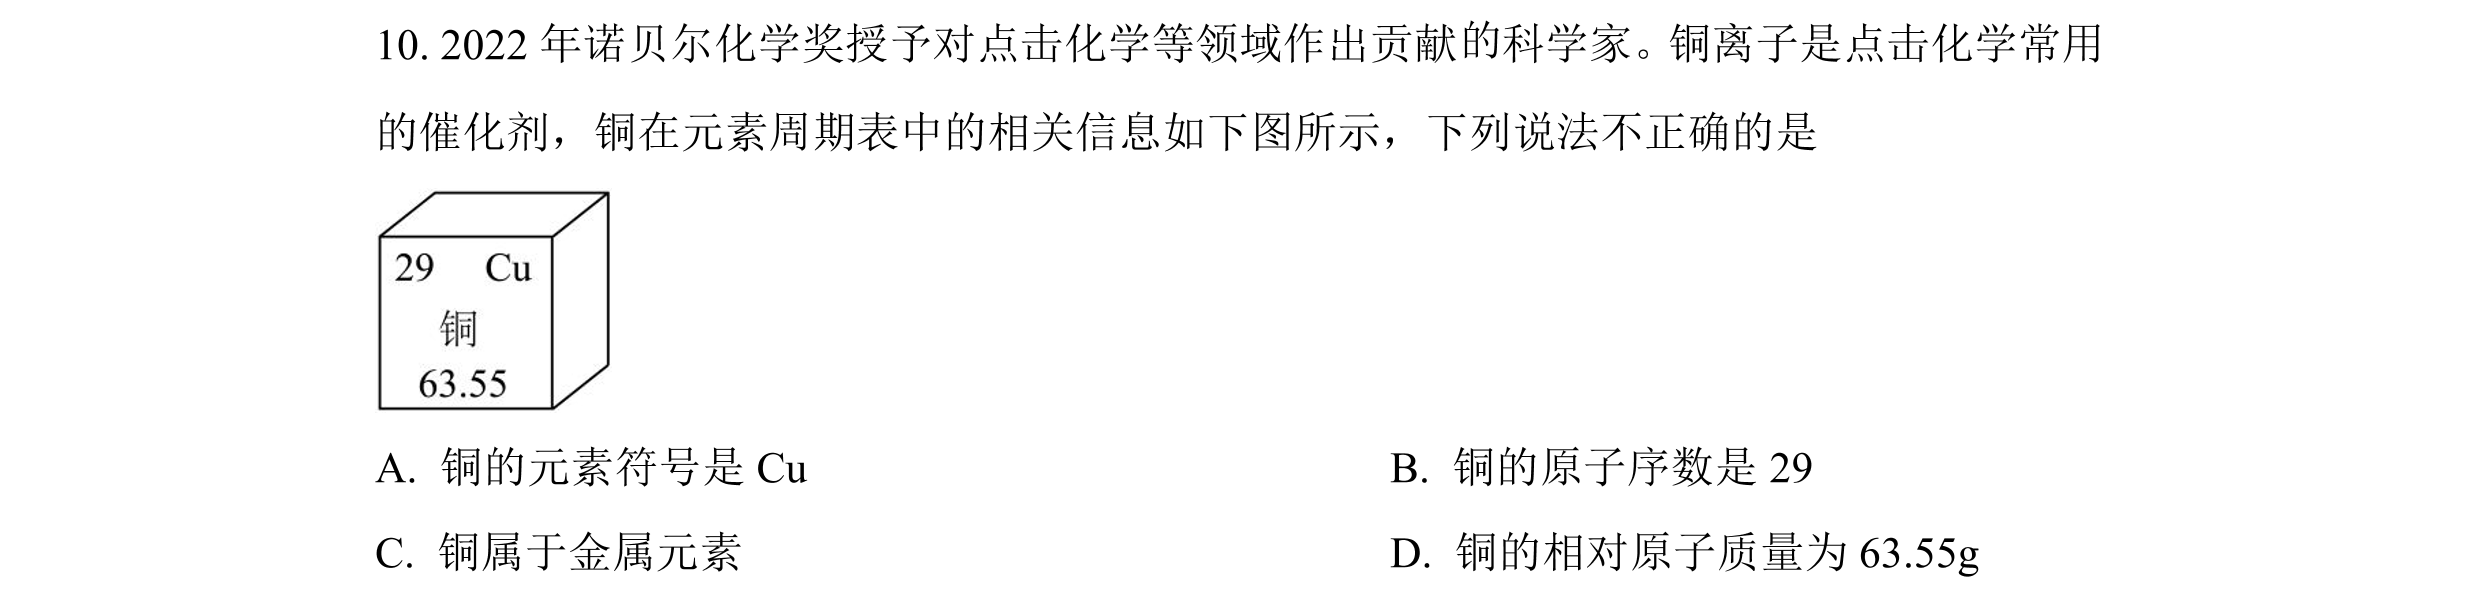 10. 2022 年诺贝尔化学奖授予对点击化学等领域作出贡献的科学家。铜离子是点击化学常用
的催化剂，铜在元素周期表中的相关信息如下图所示，下列说法不正确的是
29 Cu
铜
63.55
A. 铜的元素符号是 Cu B. 铜的原子序数是 29
C. 铜属于金属元素 D. 铜的相对原子质量为 63.55g